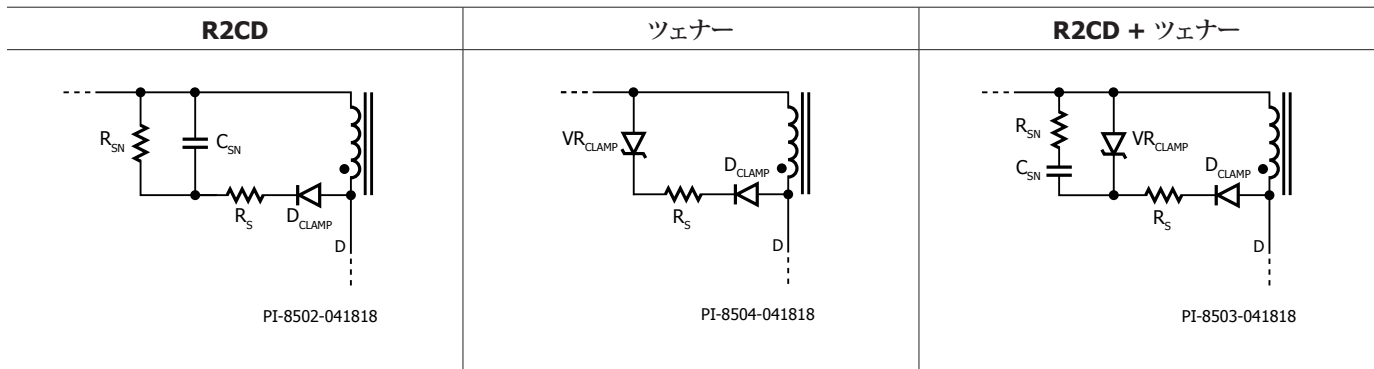 R2CD
ツェナー
R2CD + ツェナー
RSN
CSN
RS
DCLAMP
D
PI-8502-041818
VRCLAMP
DCLAMP
RS
D
PI-8504-041818
RSN
CSN
VRCLAMP
DCLAMP
RS
D
PI-8503-041818